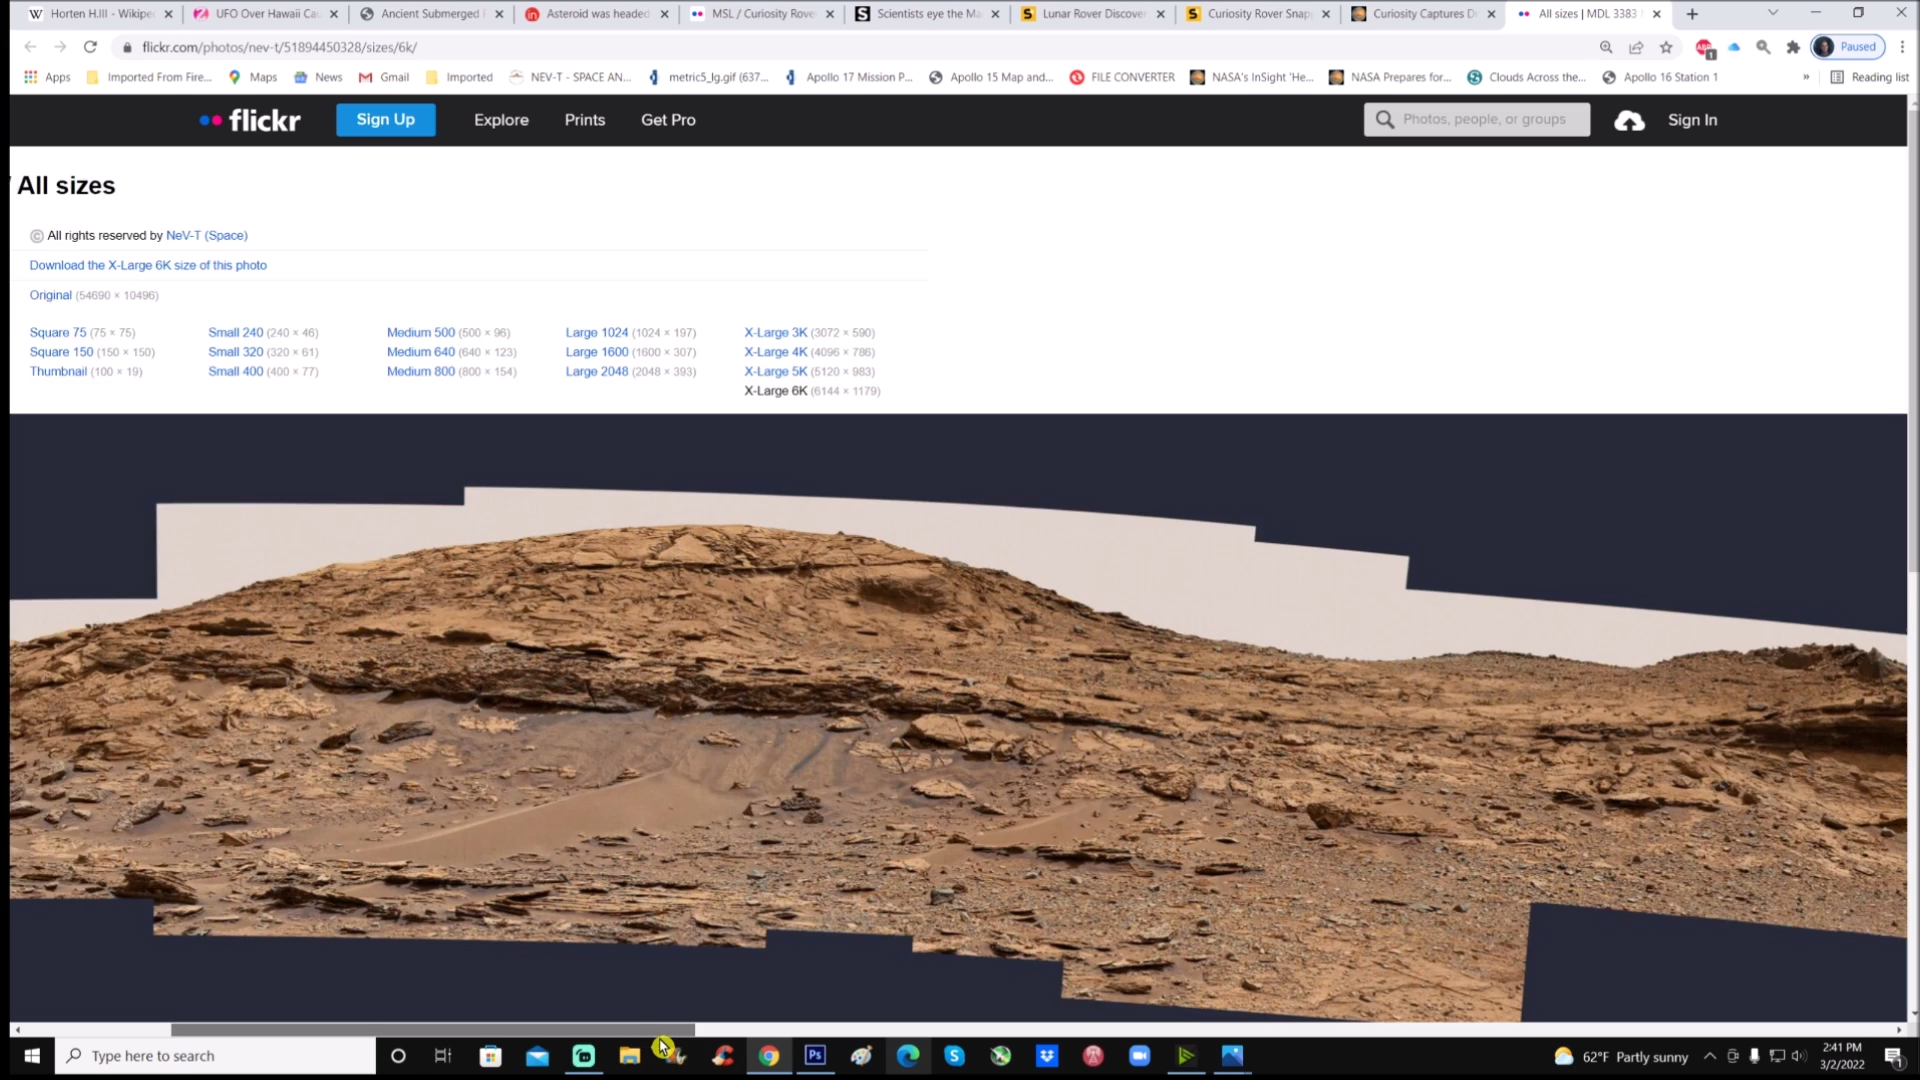 Horten H.III - Wikipe
UFO Over Hawaii Ca
Ancient Submerged
Asteroid was headed
MSL / Curiosity Rove
Scientists eye the Ma
Lunar Rover Discover
Curiosity Rover Snap
Curiosity Captures D
All sizes | MDL 3383
flickr.com/photos/nev-t/51894450328/sizes/6k/
Paused
Apps
Imported From Fire...
Maps
News
Gmail
Imported
NEV-T - SPACE AN...
metric5_lg.gif (637...
Apollo 17 Mission P...
Apollo 15 Map and...
FILE CONVERTER
NASA's InSight 'He...
NASA Prepares for...
Clouds Across the...
Apollo 16 Station 1
»
Reading list
flickr
Sign Up
Explore
Prints
Get Pro
Photos, people, or groups
Sign In
All sizes
© All rights reserved by NeV-T (Space)
Download the X-Large 6K size of this photo
Original (54690 × 10496)
Square 75 (75 × 75)
Small 240 (240 × 46)
Medium 500 (500 × 96)
Large 1024 (1024 × 197)
X-Large 3K (3072 × 590)
Square 150 (150 × 150)
Small 320 (320 × 61)
Medium 640 (640 × 123)
Large 1600 (1600 × 307)
X-Large 4K (4096 × 786)
Thumbnail (100 × 19)
Small 400 (400 × 77)
Medium 800 (800 × 154)
Large 2048 (2048 × 393)
X-Large 5K (5120 × 983)
X-Large 6K (6144 × 1179)
Type here to search
Ps
62°F Partly sunny
2:41 PM
3/2/2022